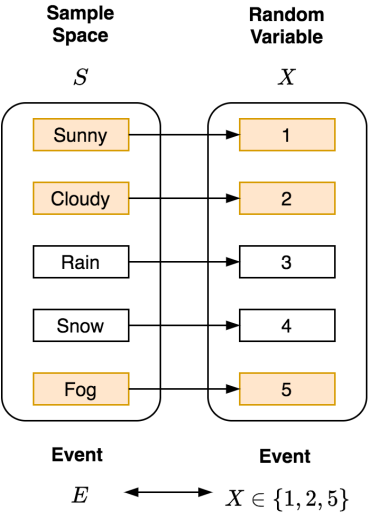 Sample Space
Random Variable
S
X
Sunny
1
Cloudy
2
Rain
3
Snow
4
Fog
5
Event
Event
E
X ∈ {1, 2, 5}